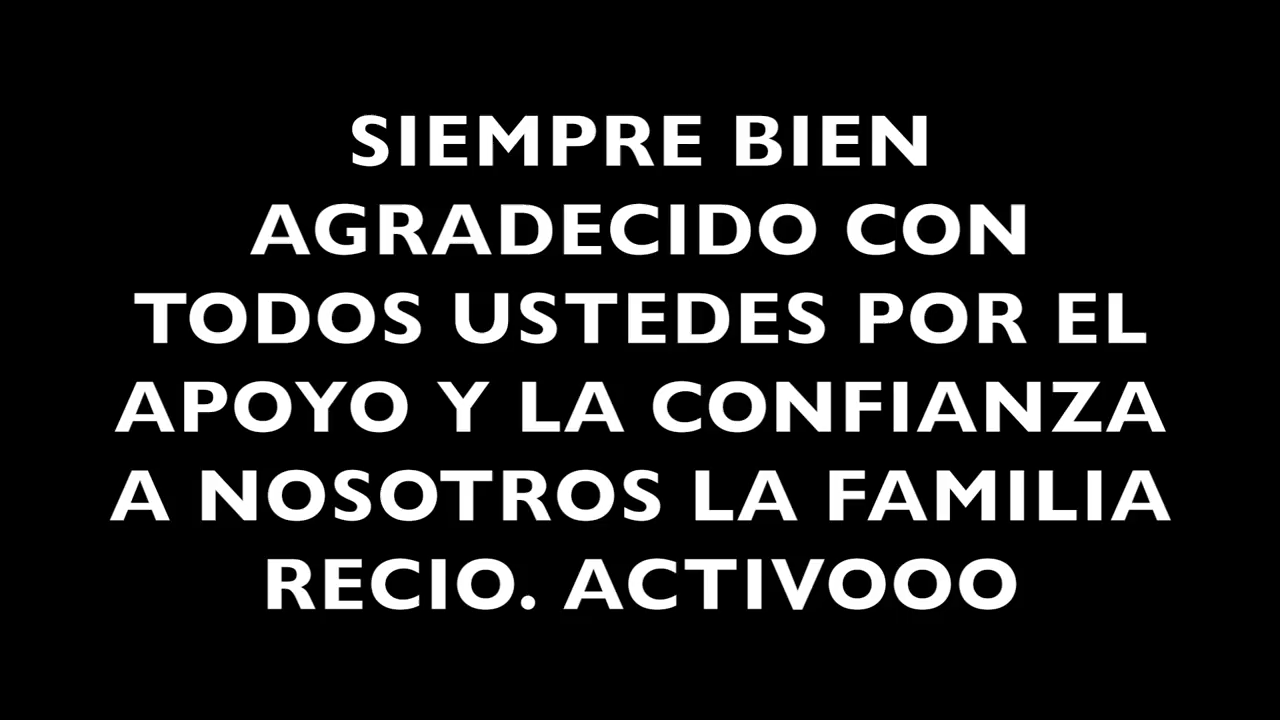 SIEMPRE BIEN
AGRADECIDO CON
TODOS USTEDES POR EL
APOYO Y LA CONFIANZA
A NOSOTROS LA FAMILIA
RECIO. ACTIVOOO